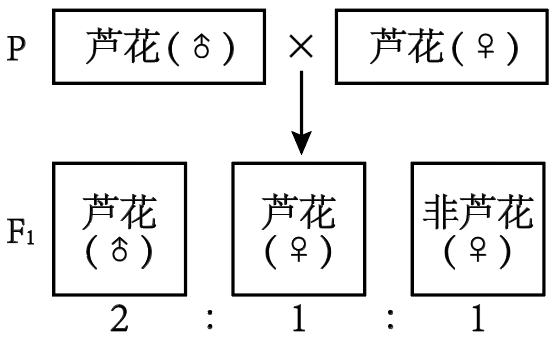 P 芦花(♂) × 芦花(♀)
F₁ 芦花(♂) 芦花(♀) 非芦花(♀)
2 : 1 : 1